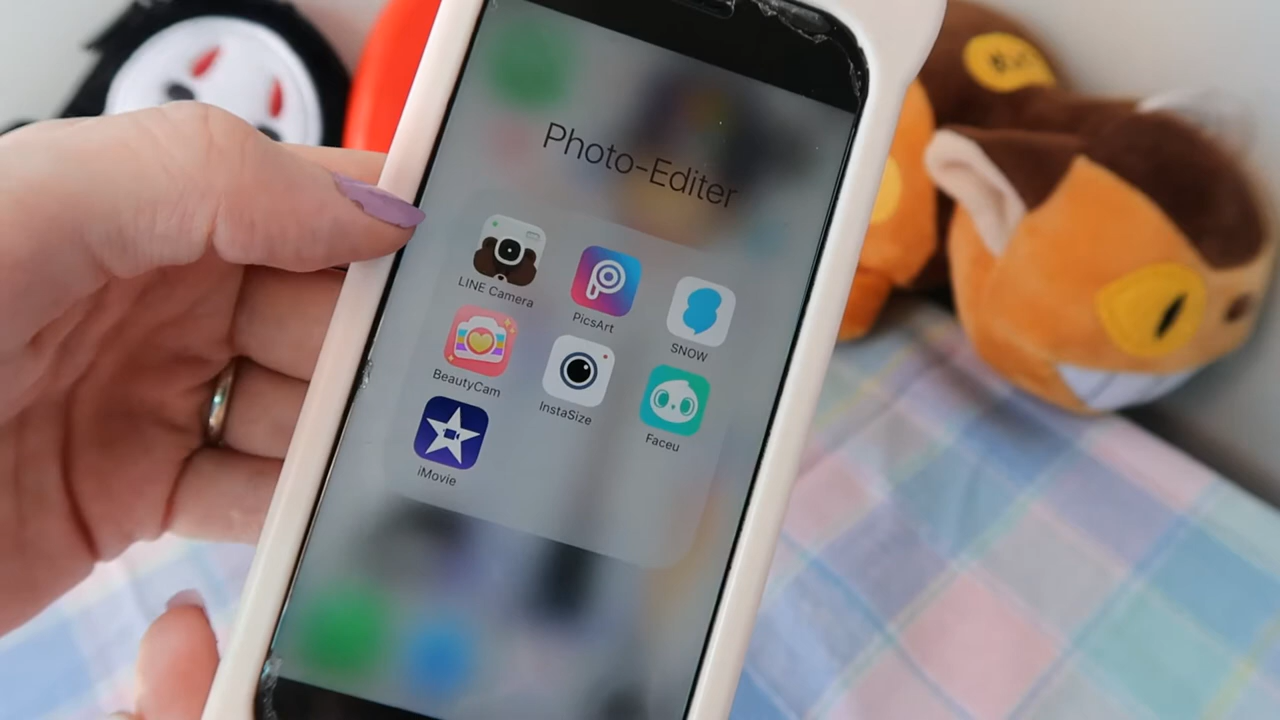 Photo-Editer
LINE Camera
PicsArt
SNOW
BeautyCam
InstaSize
Faceu
iMovie